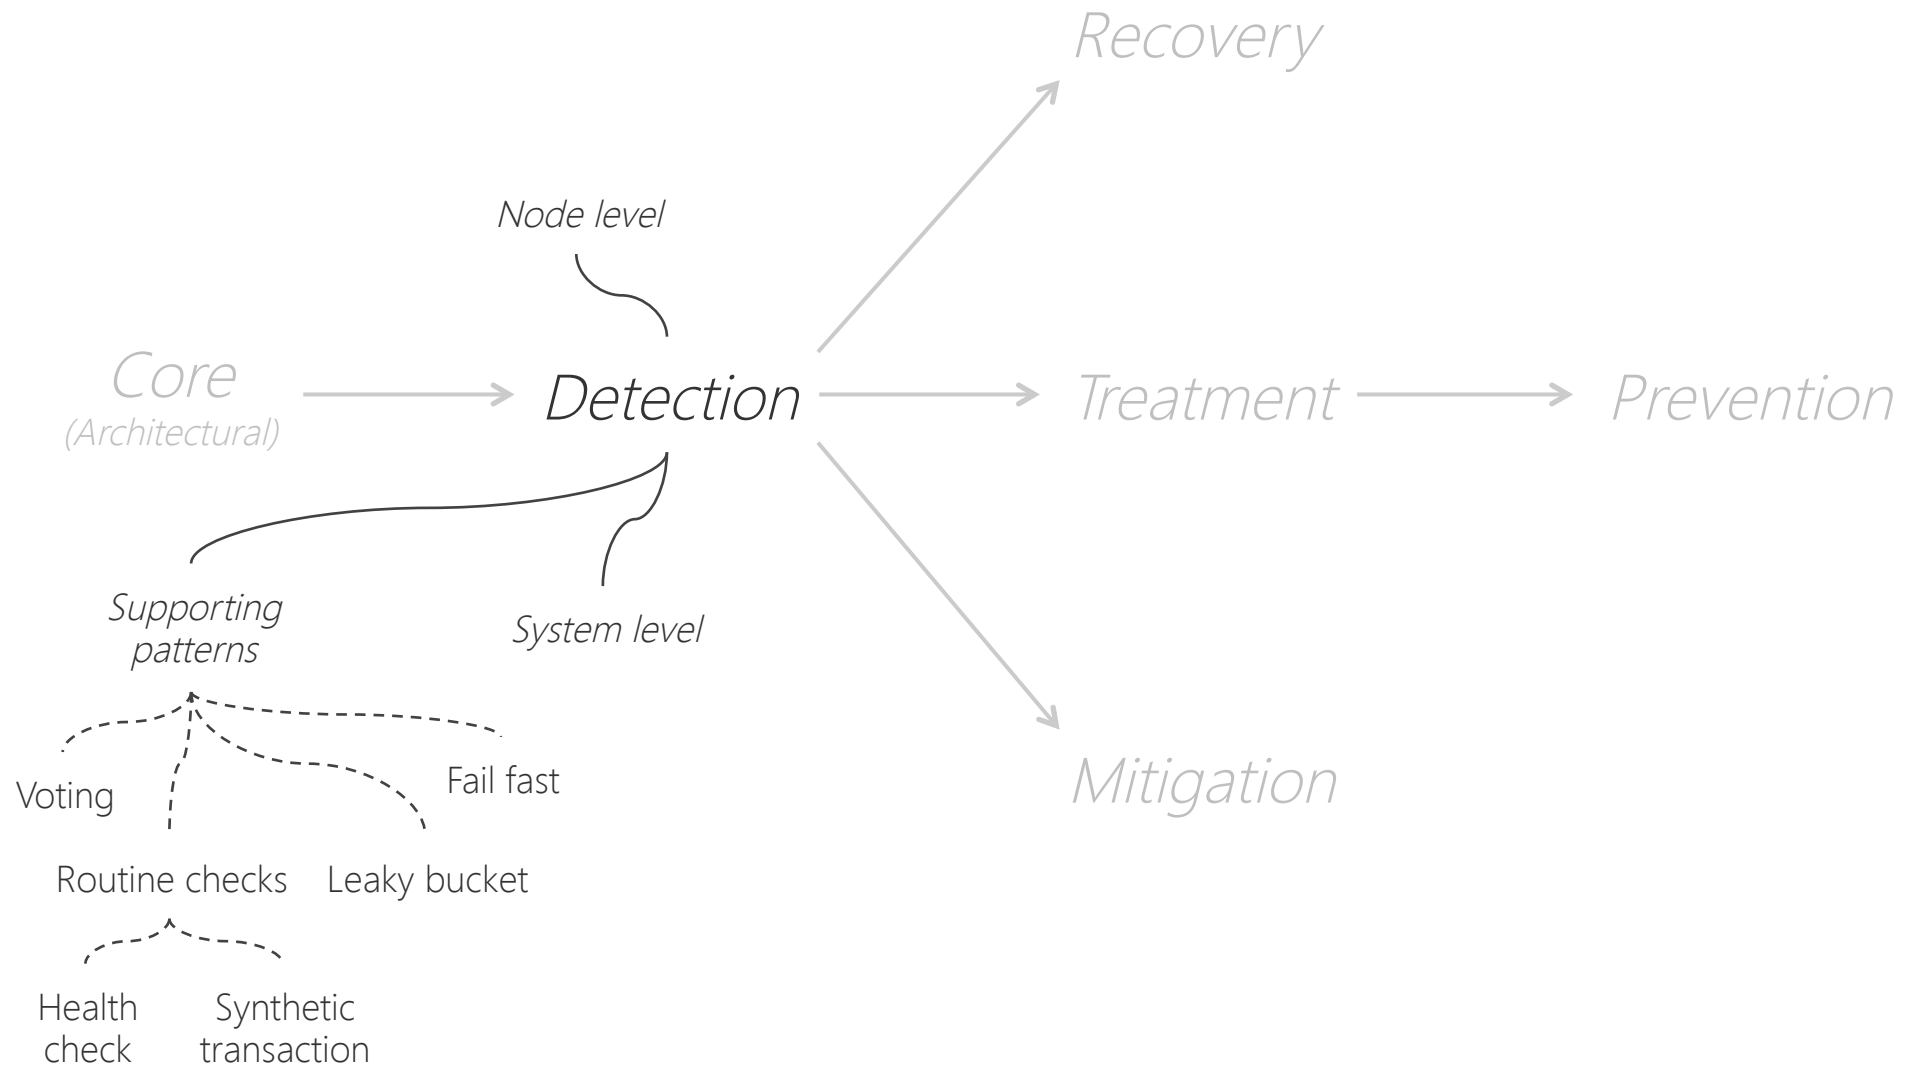 Recovery
Node level
Core
(Architectural)
Detection
Treatment
Prevention
Supporting
patterns
System level
Voting
Fail fast
Mitigation
Routine checks
Leaky bucket
Health
check
Synthetic
transaction